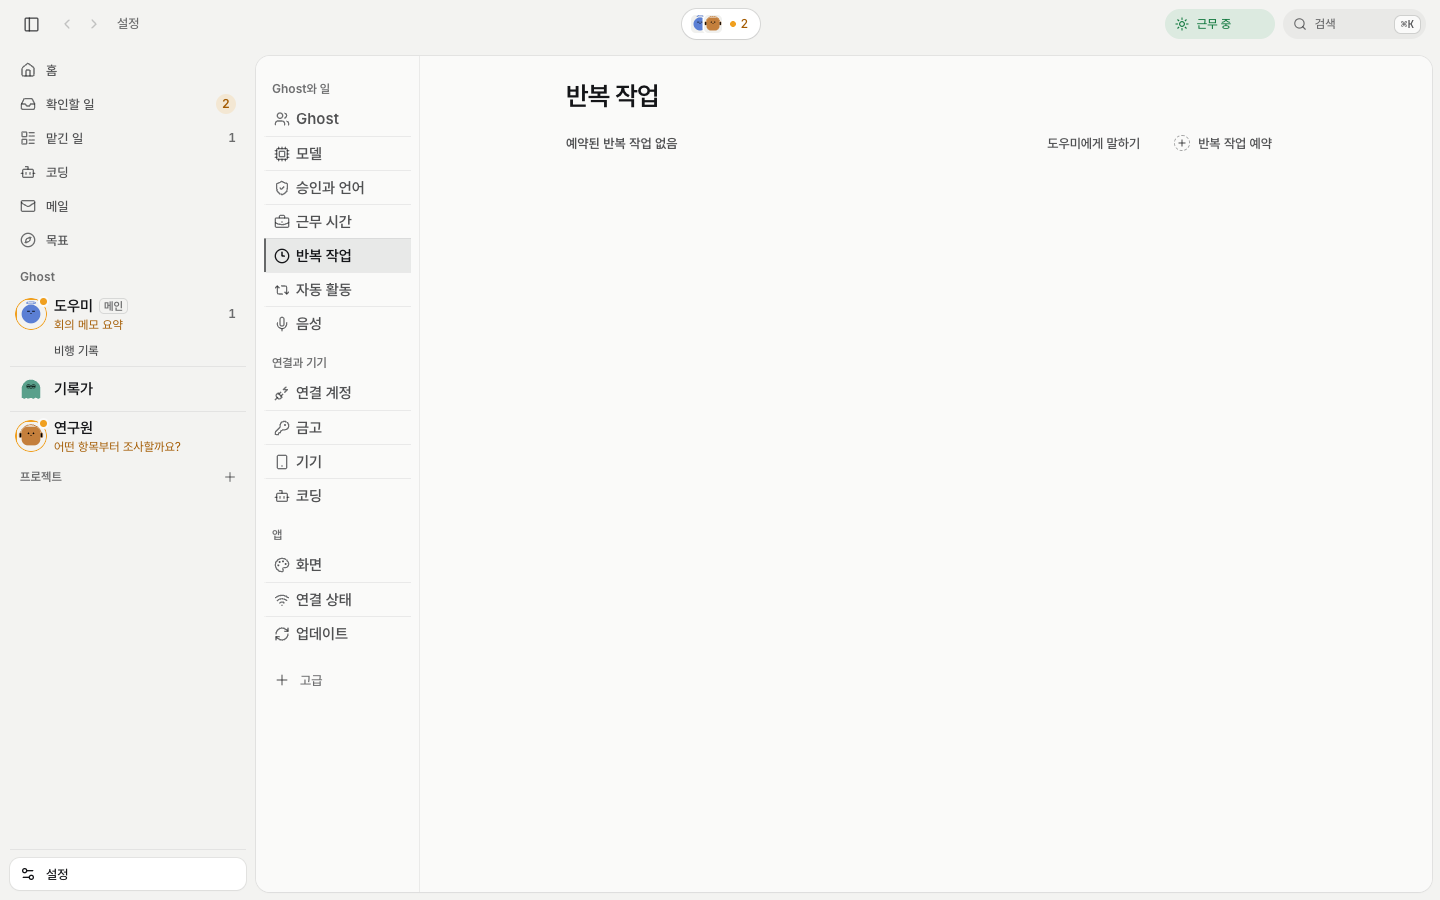 설정
2
근무 중
검색
⌘K
홈
확인할 일
2
맡긴 일
1
코딩
메일
목표
Ghost
도우미
메인
회의 메모 요약
1
비행 기록
기록가
연구원
어떤 항목부터 조사할까요?
프로젝트
설정
Ghost와 일
Ghost
모델
승인과 언어
근무 시간
반복 작업
자동 활동
음성
연결과 기기
연결 계정
금고
기기
코딩
앱
화면
연결 상태
업데이트
고급
반복 작업
예약된 반복 작업 없음
도우미에게 말하기
반복 작업 예약